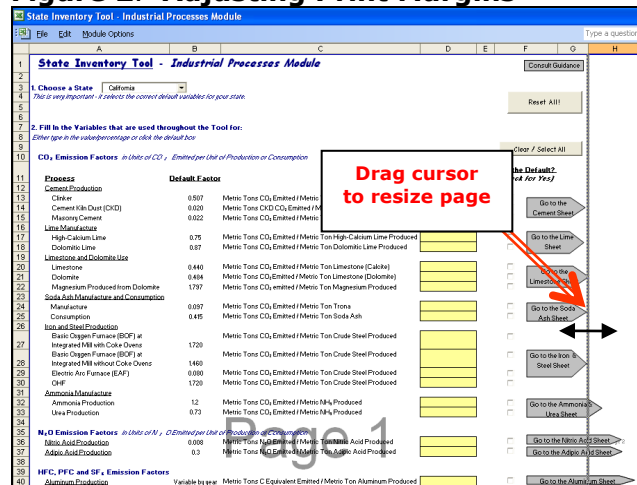 Figure 2: Adjusting Print Margins
State Inventory Tool - Industrial Processes Module
File Edit Module Options Type a question
A B C D E F G H
1 State Inventory Tool - Industrial Processes Module Consult Guidance
2
3 1. Choose a State California
4 This is very important - it selects the correct default variables for your state.
5 Reset All!
6
7 2. Fill In the Variables that are used throughout the Tool for:
8 Either type in the value/percentage or click the default box
9 Clear / Select All
10 CO₂ Emission Factors in Units of CO₂ Emitted per Unit of Production or Consumption
the Default?
11 Process Default Factor ck for Yes)
12 Cement Production
13 Clinker 0.507 Metric Tons CO₂ Emitted / Metric Go to the
14 Cement Kiln Dust (CKD) 0.020 Metric Tons CKD CO₂ Emitted / M Cement Sheet
15 Masonry Cement 0.022 Metric Tons CO₂ Emitted / Metric
Drag cursor
to resize page
16 Lime Manufacture
17 High-Calcium Lime 0.75 Metric Tons CO₂ Emitted / Metric Ton High-Calcium Lime Produced Go to the Lime
18 Dolomitic Lime 0.87 Metric Tons CO₂ Emitted / Metric Ton Dolomitic Lime Produced Sheet
19 Limestone and Dolomite Use
20 Limestone 0.440 Metric Tons CO₂ Emitted / Metric Ton Limestone (Calcite) Go to the
21 Dolomite 0.484 Metric Tons CO₂ Emitted / Metric Ton Limestone (Dolomite) Limestone
22 Magnesium Produced from Dolomite 1.797 Metric Tons CO₂ emitted / Metric Ton Magnesium Produced
23 Soda Ash Manufacture and Consumption
24 Manufacture 0.097 Metric Tons CO₂ Emitted / Metric Ton Trona Go to the Soda
25 Consumption 0.415 Metric Tons CO₂ Emitted / Metric Ton Soda Ash Ash Sheet
26 Iron and Steel Production
Basic Oxygen Furnace (BOF) at
27 Integrated Mill with Coke Ovens 1.720 Metric Tons CO₂ Emitted / Metric Ton Crude Steel Produced
Basic Oxygen Furnace (BOF) at
28 Integrated Mill without Coke Ovens 1.460 Metric Tons CO₂ Emitted / Metric Ton Crude Steel Produced Go to the Iron &
29 Electric Arc Furnace (EAF) 0.080 Metric Tons CO₂ Emitted / Metric Ton Crude Steel Produced Steel Sheet
30 OHF 1.720 Metric Tons CO₂ Emitted / Metric Ton Crude Steel Produced
31 Ammonia Manufacture
32 Ammonia Production 1.2 Metric Tons CO₂ Emitted / Metric NH₃ Produced Go to the Ammonia &
33 Urea Production 0.73 Metric Tons CO₂ Emitted / Metric NH₃ Produced Urea Sheet
34
35 N₂O Emission Factors in Units of N₂O Emitted per Unit of Production or Consumption
36 Nitric Acid Production 0.008 Metric Tons N₂O Emitted / Metric Ton Nitric Acid Produced Go to the Nitric Acid Sheet
37 Adipic Acid Production 0.3 Metric Tons N₂O Emitted / Metric Ton Adipic Acid Produced Go to the Adipic Acid Sheet
Page 1
38
39 HFC, PFC and SF₆ Emission Factors
40 Aluminum Production Variable by year Metric Tons C Equivalent Emitted / Metric Ton Aluminum Produced Go to the Aluminum Sheet